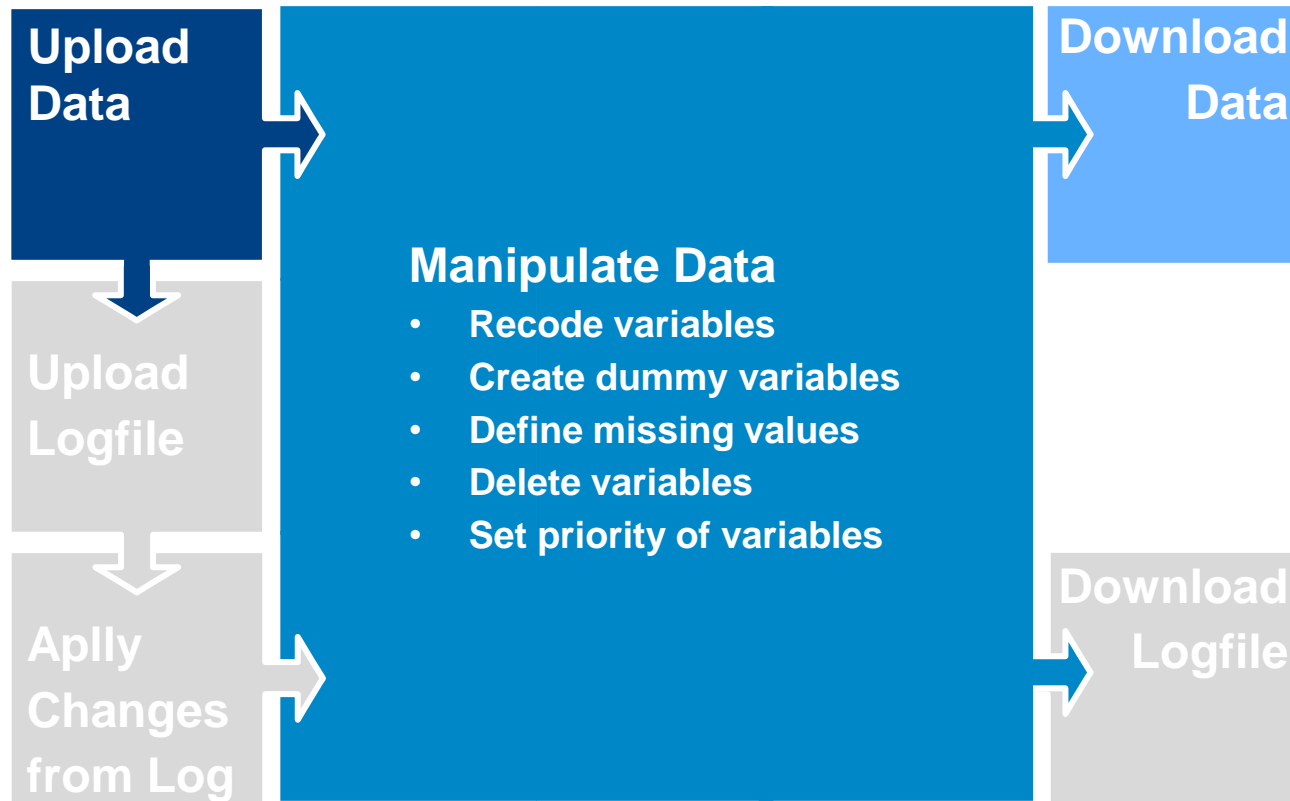 Upload
Data
Upload
Logfile
Aplly
Changes
from Log
Manipulate Data
• Recode variables
• Create dummy variables
• Define missing values
• Delete variables
• Set priority of variables
Download
Data
Download
Logfile